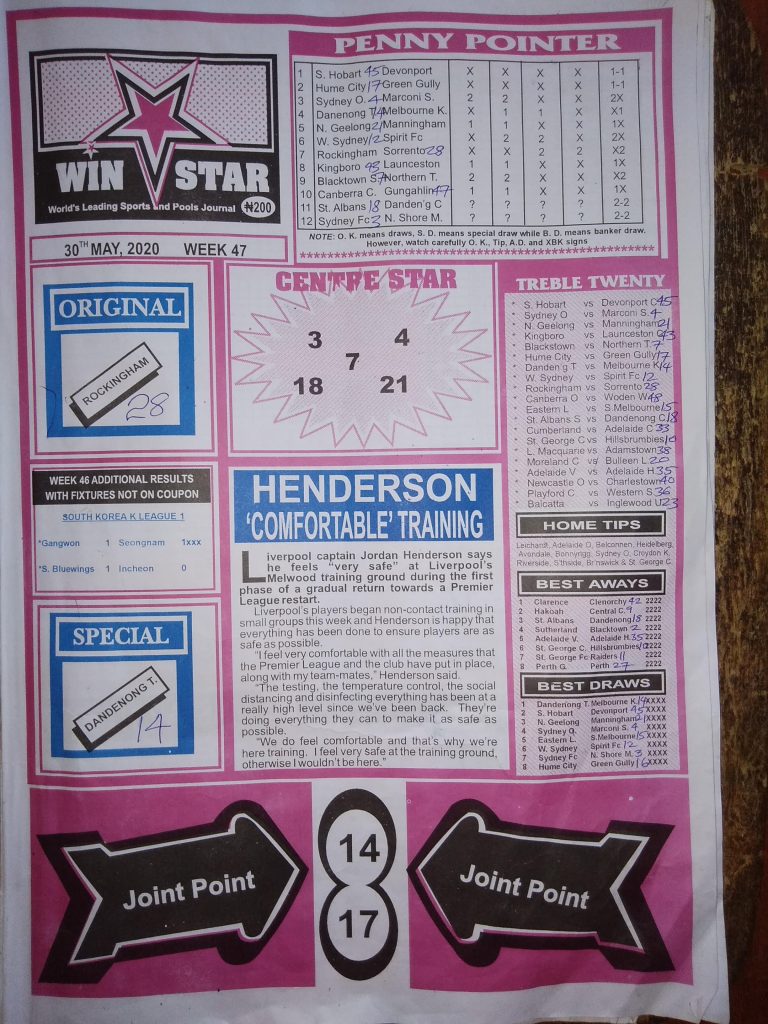 WIN STAR
World's Leading Sports and Pools Journal ₦200
30TH MAY, 2020 WEEK 47
PENNY POINTER
1 S. Hobart 45 Devonport X X X X 1-1
2 Hume City 17 Green Gully X X X X 1-1
3 Sydney O. 4 Marconi S. 2 2 X X 2X
4 Danenong T 14 Melbourne K. X 1 1 X X1
5 N. Geelong 21 Manningham 1 1 X X 1X
6 W. Sydney 12 Spirit Fc X 2 2 X 2X
7 Rockingham Sorrento 28 X X 2 2 X2
8 Kingboro 43 Launceston 1 1 X X 1X
9 Blacktown S. 7 Northern T. 2 2 X X X2
10 Canberra C. Gungahlin 47 1 1 X X 1X
11 St. Albans 18 Danden'g C ? ? ? ? 2-2
12 Sydney Fc 3 N. Shore M. ? ? ? ? 2-2
NOTE: O. K. means draws, S. D. means special draw while B. D. means banker draw.
However, watch carefully O. K., Tip, A.D. and XBK signs
ORIGINAL
ROCKINGHAM
28
CENTRE STAR
3 4
7
18 21
TREBLE TWENTY
* S. Hobart vs Devonport C 45
* Sydney O vs Marconi S. 4
* N. Geelong vs Manningham 21
* Kingboro vs Launceston C 43
* Blackstown vs Northern T. 7
* Hume City vs Green Gully 17
* Danden'g T vs Melbourne K 14
* W. Sydney vs Spirit Fc 12
* Rockingham vs Sorrento 28
* Canberra O vs Woden W 48
* Eastern L vs S.Melbourne 15
* St. Albans S vs Dandenong C 18
* Cumberland vs Adelaide C 33
* St. George C vs Hillsbrumbies 10
* L. Macquarie vs Adamstown 38
* Moreland C vs Bulleen L 20
* Adelaide V vs Adelaide H. 35
* Newcastle O vs Charlestown 40
* Playford C vs Western S 36
* Balcatta vs Inglewood U 23
HOME TIPS
Leichardt, Adelaide O, Belconnen, Heidelberg,
Avondale, Bonnyrigg, Sydney O, Croydon K,
Riverside, S'thside, Br'nswick & St. George C
BEST AWAYS
1 Clarence Clenorchy 42 2222
2 Hakoah Central C. 9 2222
3 St. Albans Dandenong 18 2222
4 Sutherland Blacktown 2 2222
5 Adelaide V. Adelaide H. 35 2222
6 St. George C. Hillsbrumbies 10 2222
7 St. George Fc Raiders 11 2222
8 Perth G. Perth 27 2222
BEST DRAWS
1 Dandenong T. Melbourne K. 14 XXXX
2 S. Hobart Devonport 45 XXXX
3 N. Geelong Manningham 21 XXXX
4 Sydney O. Marconi S. 4 XXXX
5 Eastern L. S.Melbourne 15 XXXX
6 W. Sydney Spirit Fc 12 XXXX
7 Sydney Fc N. Shore M. 3 XXXX
8 Hume City Green Gully 16 XXXX
WEEK 46 ADDITIONAL RESULTS
WITH FIXTURES NOT ON COUPON
SOUTH KOREA K LEAGUE 1
*Gangwon 1 Seongnam 1xxx
*S. Bluewings 1 Incheon 0
SPECIAL
DANDENONG T.
14
HENDERSON
'COMFORTABLE' TRAINING
Liverpool captain Jordan Henderson says
he feels "very safe" at Liverpool's
Melwood training ground during the first
phase of a gradual return towards a Premier
League restart.
Liverpool's players began non-contact training in
small groups this week and Henderson is happy that
everything has been done to ensure players are as
safe as possible.
"I feel very comfortable with all the measures that
the Premier League and the club have put in place,
along with my team-mates," Henderson said.
"The testing, the temperature control, the social
distancing and disinfecting everything has been at a
really high level since we've been back. They're
doing everything they can to make it as safe as
possible.
"We do feel comfortable and that's why we're
here training. I feel very safe at the training ground,
otherwise I wouldn't be here."
Joint Point
14
17
Joint Point